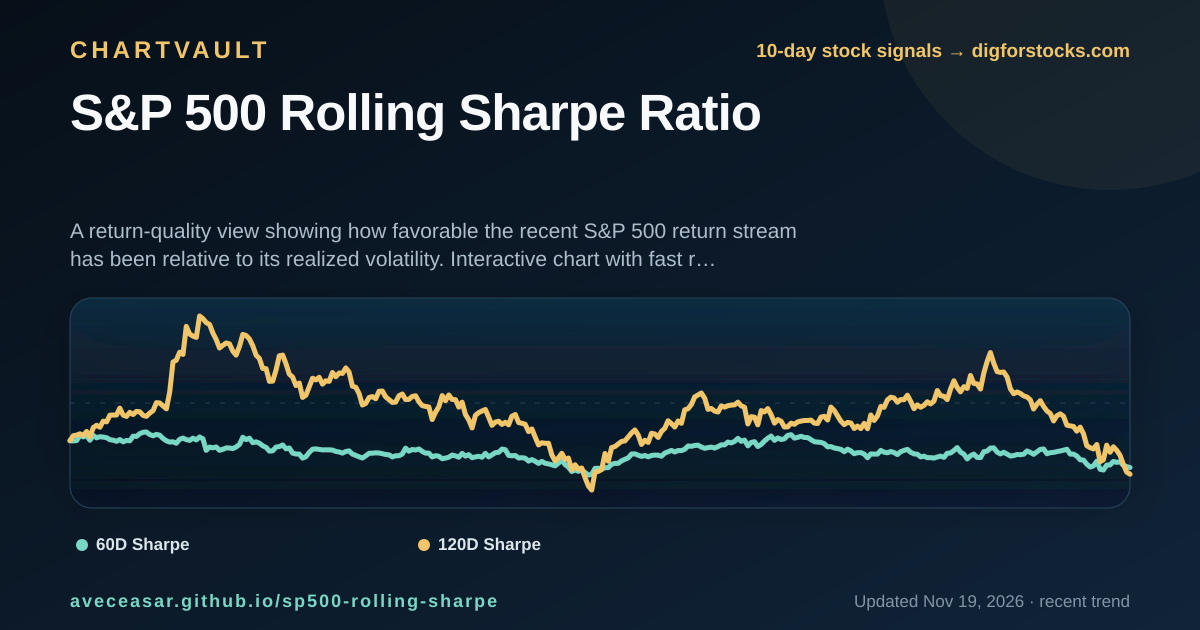 CHARTVAULT
10-day stock signals → digforstocks.com
S&P 500 Rolling Sharpe Ratio
A return-quality view showing how favorable the recent S&P 500 return stream
has been relative to its realized volatility. Interactive chart with fast r…
60D Sharpe
120D Sharpe
aveceasar.github.io/sp500-rolling-sharpe
Updated Nov 19, 2026 · recent trend